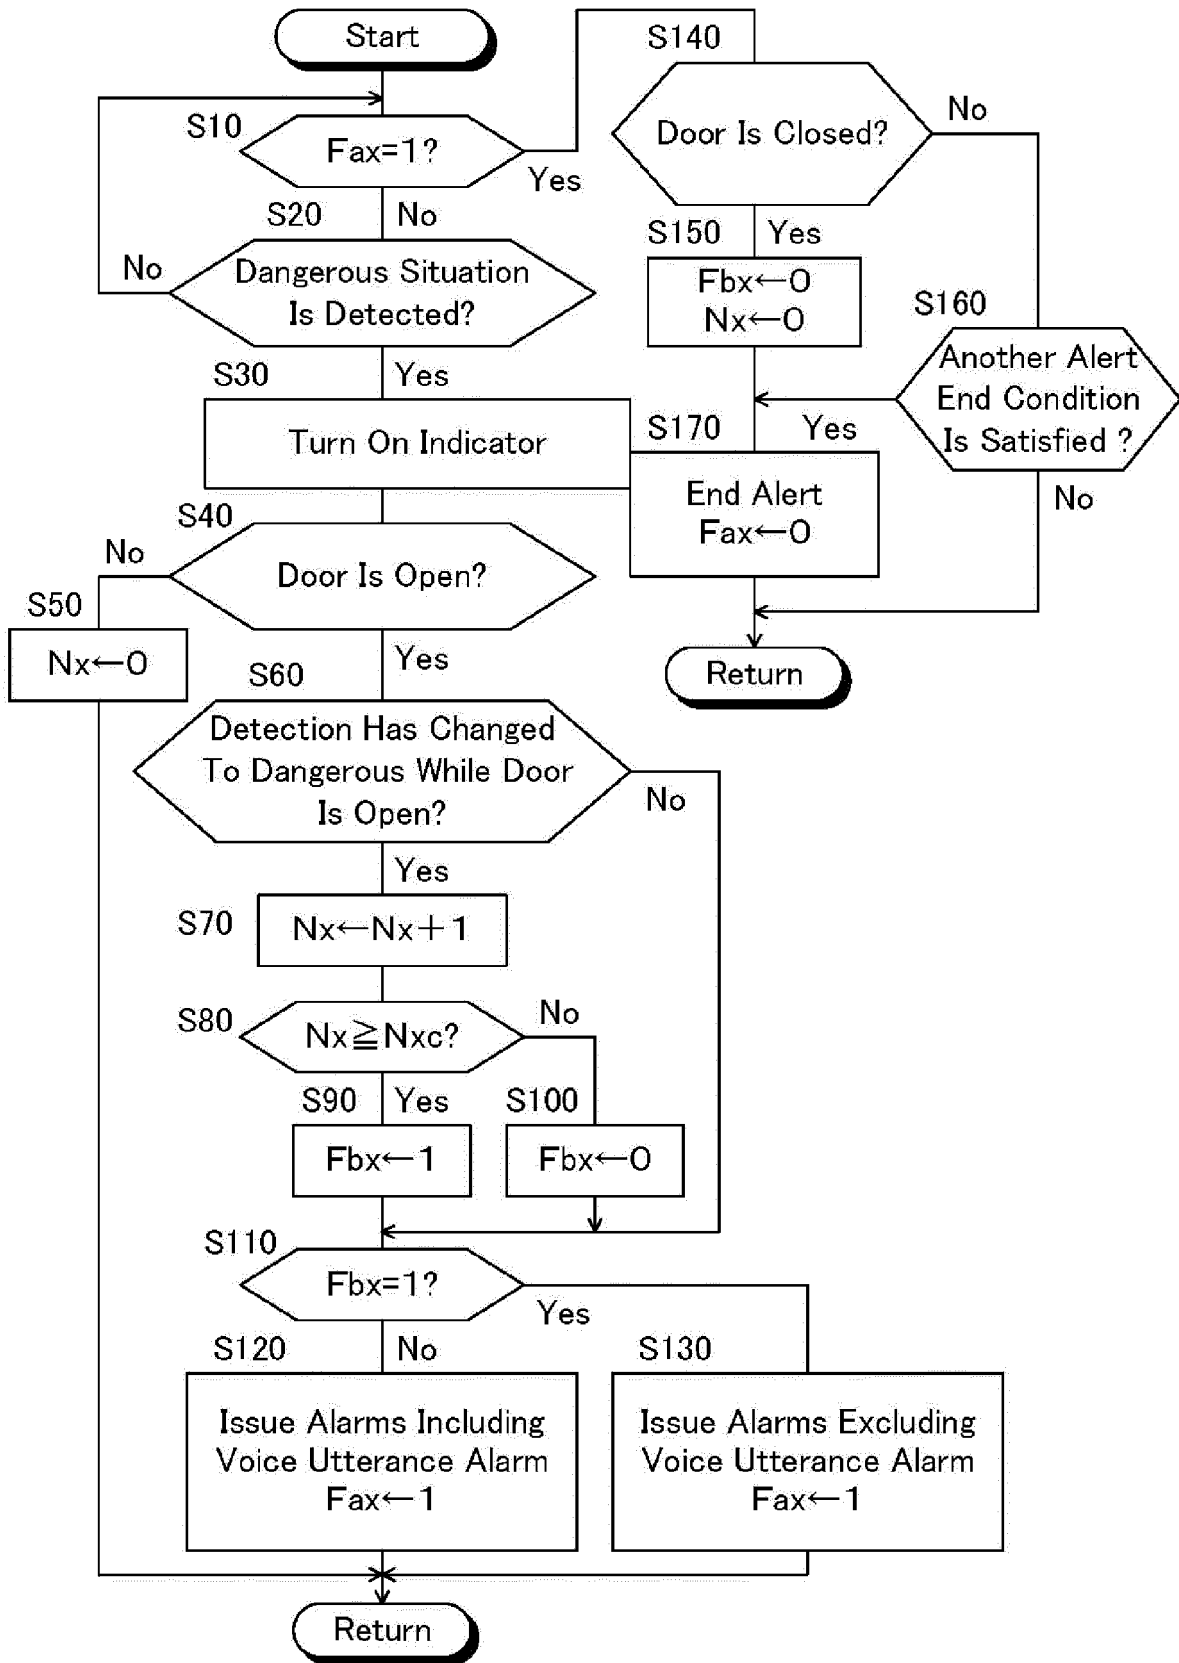 Start
S10
Fax=1?
Yes
No
S20
Dangerous Situation
Is Detected?
No
Yes
S30
Turn On Indicator
S40
Door Is Open?
No
S50
Nx←0
Yes
S60
Detection Has Changed
To Dangerous While Door
Is Open?
No
Yes
S70
Nx←Nx+1
S80
Nx≧Nxc?
No
S90
Yes
Fbx←1
S100
Fbx←0
S110
Fbx=1?
Yes
S120
No
Issue Alarms Including
Voice Utterance Alarm
Fax←1
S130
Issue Alarms Excluding
Voice Utterance Alarm
Fax←1
Return
S140
Door Is Closed?
No
S150
Yes
Fbx←0
Nx←0
S160
Another Alert
End Condition
Is Satisfied ?
Yes
No
S170
End Alert
Fax←0
Return